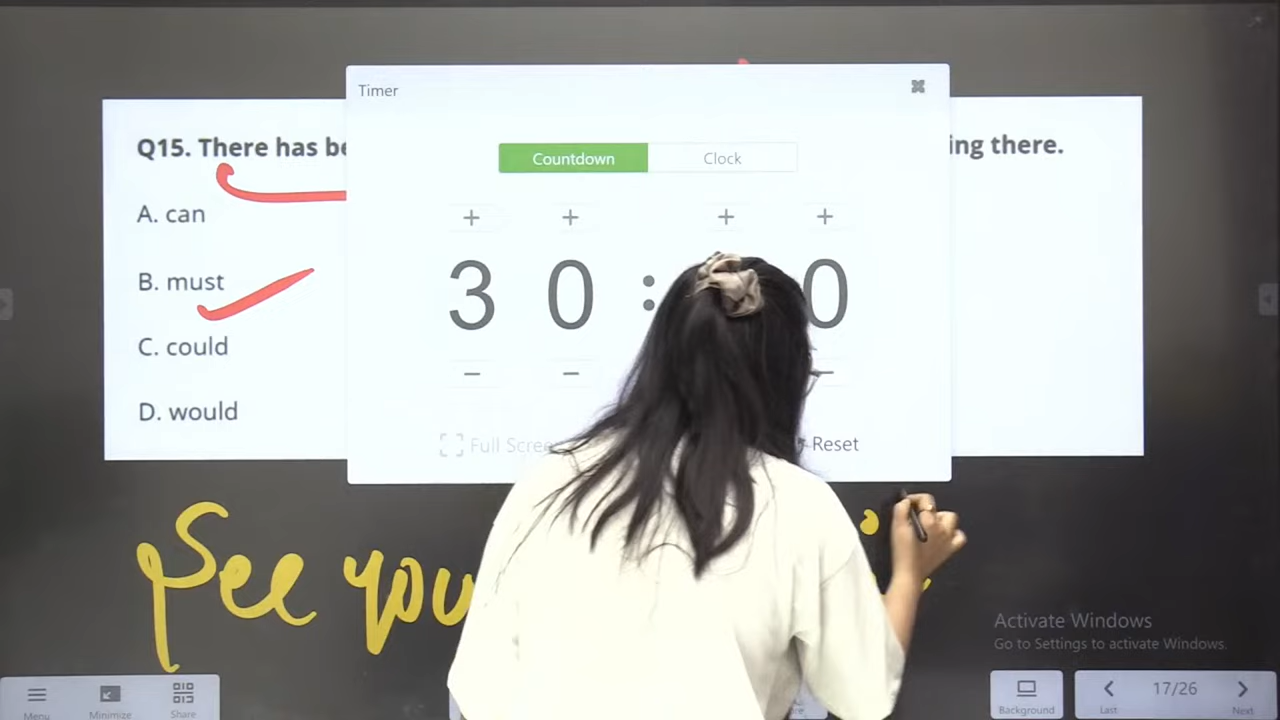 Timer
Q15. There has be
ing there.
Countdown
Clock
A. can
B. must
3 0 : 0
C. could
D. would
Full Scree
Reset
See you
Activate Windows
Go to Settings to activate Windows.
Menu
Minimize
Share
Background
Last
17/26
Next